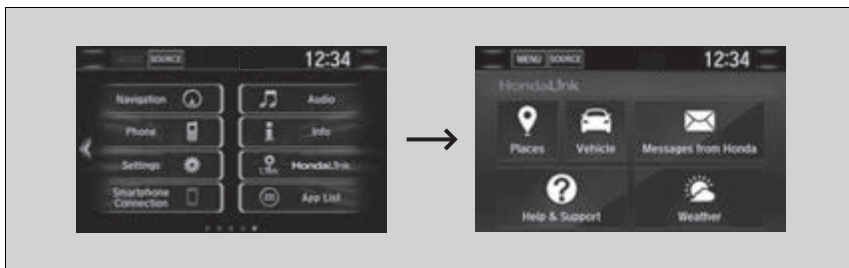 SOURCE
12:34
Navigation
Audio
Phone
Info
Settings
HondaLink
Smartphone
Connection
App List
MENU
SOURCE
12:34
HondaLink
Places
Vehicle
Messages from Honda
Help & Support
Weather